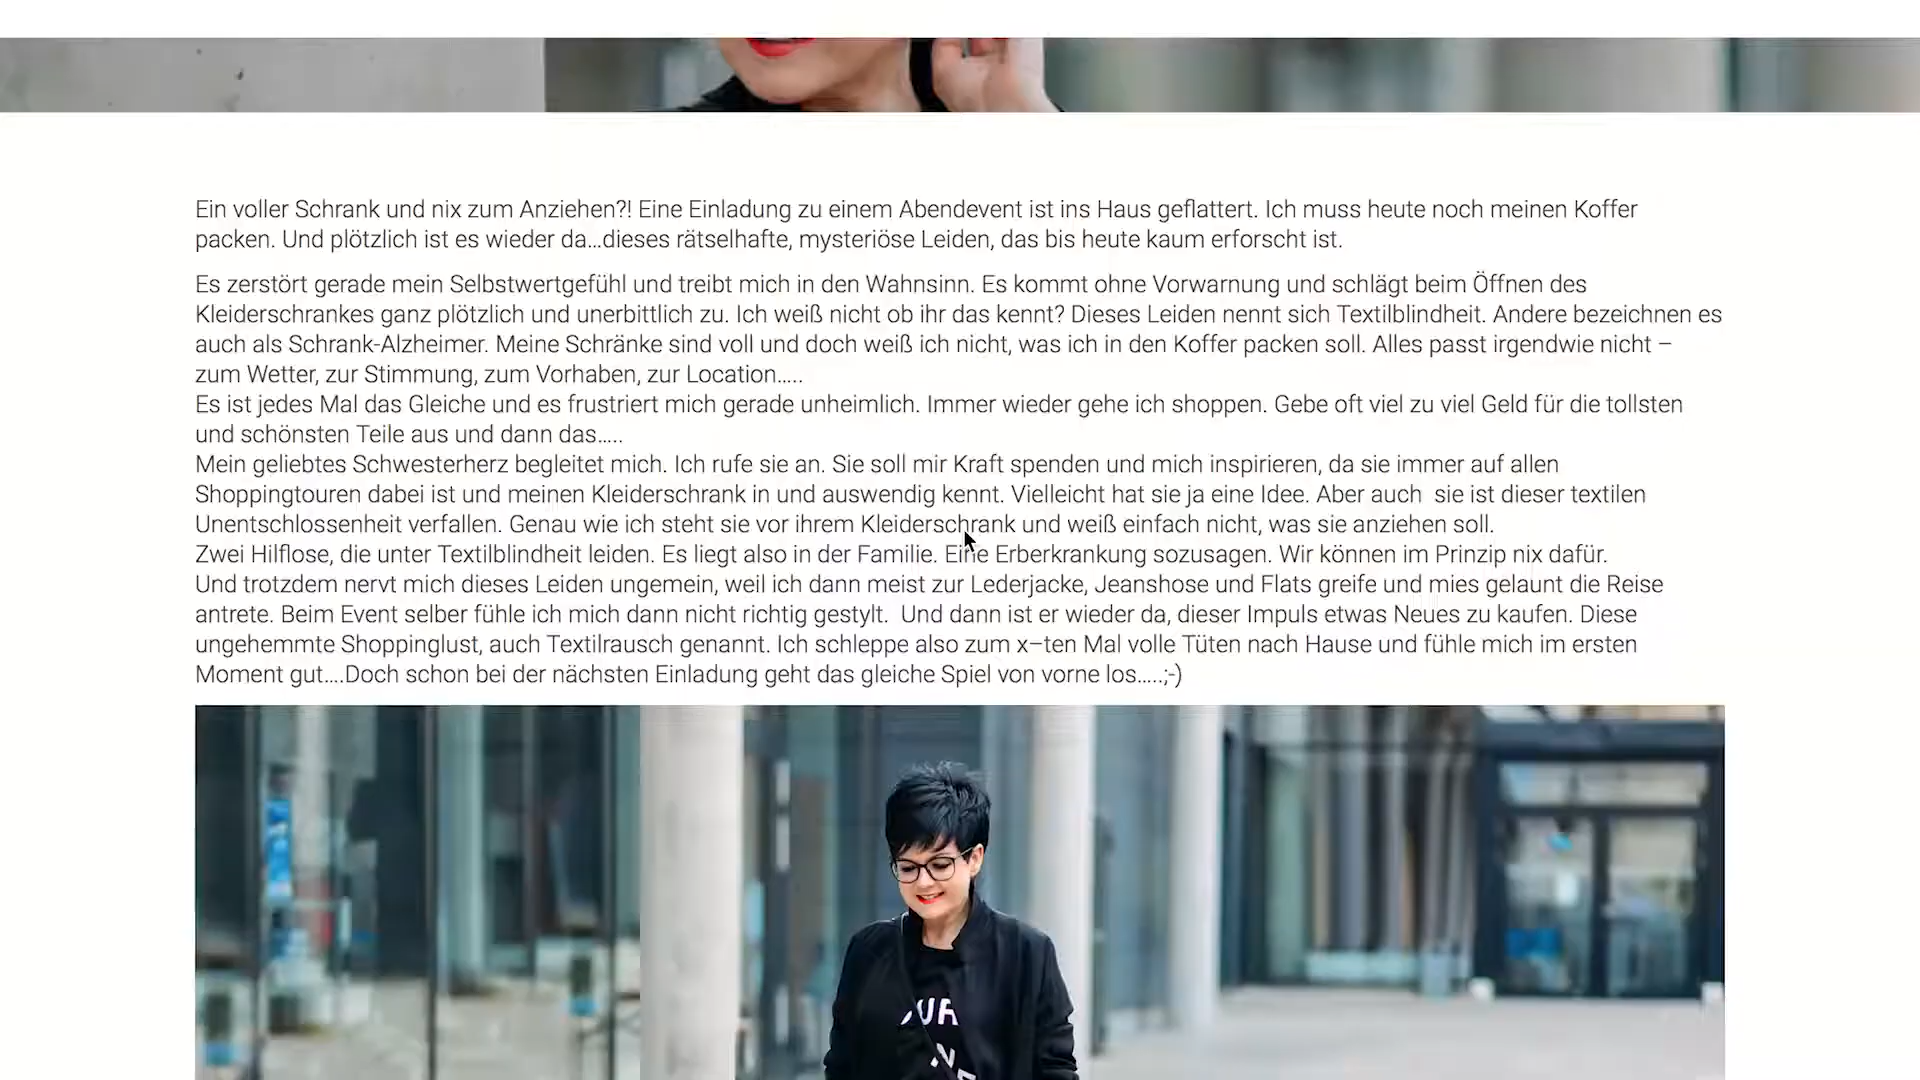 Ein voller Schrank und nix zum Anziehen?! Eine Einladung zu einem Abendevent ist ins Haus geflattert. Ich muss heute noch meinen Koffer
packen. Und plötzlich ist es wieder da...dieses rätselhafte, mysteriöse Leiden, das bis heute kaum erforscht ist.
Es zerstört gerade mein Selbstwertgefühl und treibt mich in den Wahnsinn. Es kommt ohne Vorwarnung und schlägt beim Öffnen des
Kleiderschrankes ganz plötzlich und unerbittlich zu. Ich weiß nicht ob ihr das kennt? Dieses Leiden nennt sich Textilblindheit. Andere bezeichnen es
auch als Schrank-Alzheimer. Meine Schränke sind voll und doch weiß ich nicht, was ich in den Koffer packen soll. Alles passt irgendwie nicht –
zum Wetter, zur Stimmung, zum Vorhaben, zur Location…..
Es ist jedes Mal das Gleiche und es frustriert mich gerade unheimlich. Immer wieder gehe ich shoppen. Gebe oft viel zu viel Geld für die tollsten
und schönsten Teile aus und dann das…..
Mein geliebtes Schwesterherz begleitet mich. Ich rufe sie an. Sie soll mir Kraft spenden und mich inspirieren, da sie immer auf allen
Shoppingtouren dabei ist und meinen Kleiderschrank in und auswendig kennt. Vielleicht hat sie ja eine Idee. Aber auch  sie ist dieser textilen
Unentschlossenheit verfallen. Genau wie ich steht sie vor ihrem Kleiderschrank und weiß einfach nicht, was sie anziehen soll.
Zwei Hilflose, die unter Textilblindheit leiden. Es liegt also in der Familie. Eine Erberkrankung sozusagen. Wir können im Prinzip nix dafür.
Und trotzdem nervt mich dieses Leiden ungemein, weil ich dann meist zur Lederjacke, Jeanshose und Flats greife und mies gelaunt die Reise
antrete. Beim Event selber fühle ich mich dann nicht richtig gestylt.  Und dann ist er wieder da, dieser Impuls etwas Neues zu kaufen. Diese
ungehemmte Shoppinglust, auch Textilrausch genannt. Ich schleppe also zum x–ten Mal volle Tüten nach Hause und fühle mich im ersten
Moment gut….Doch schon bei der nächsten Einladung geht das gleiche Spiel von vorne los…..;-)